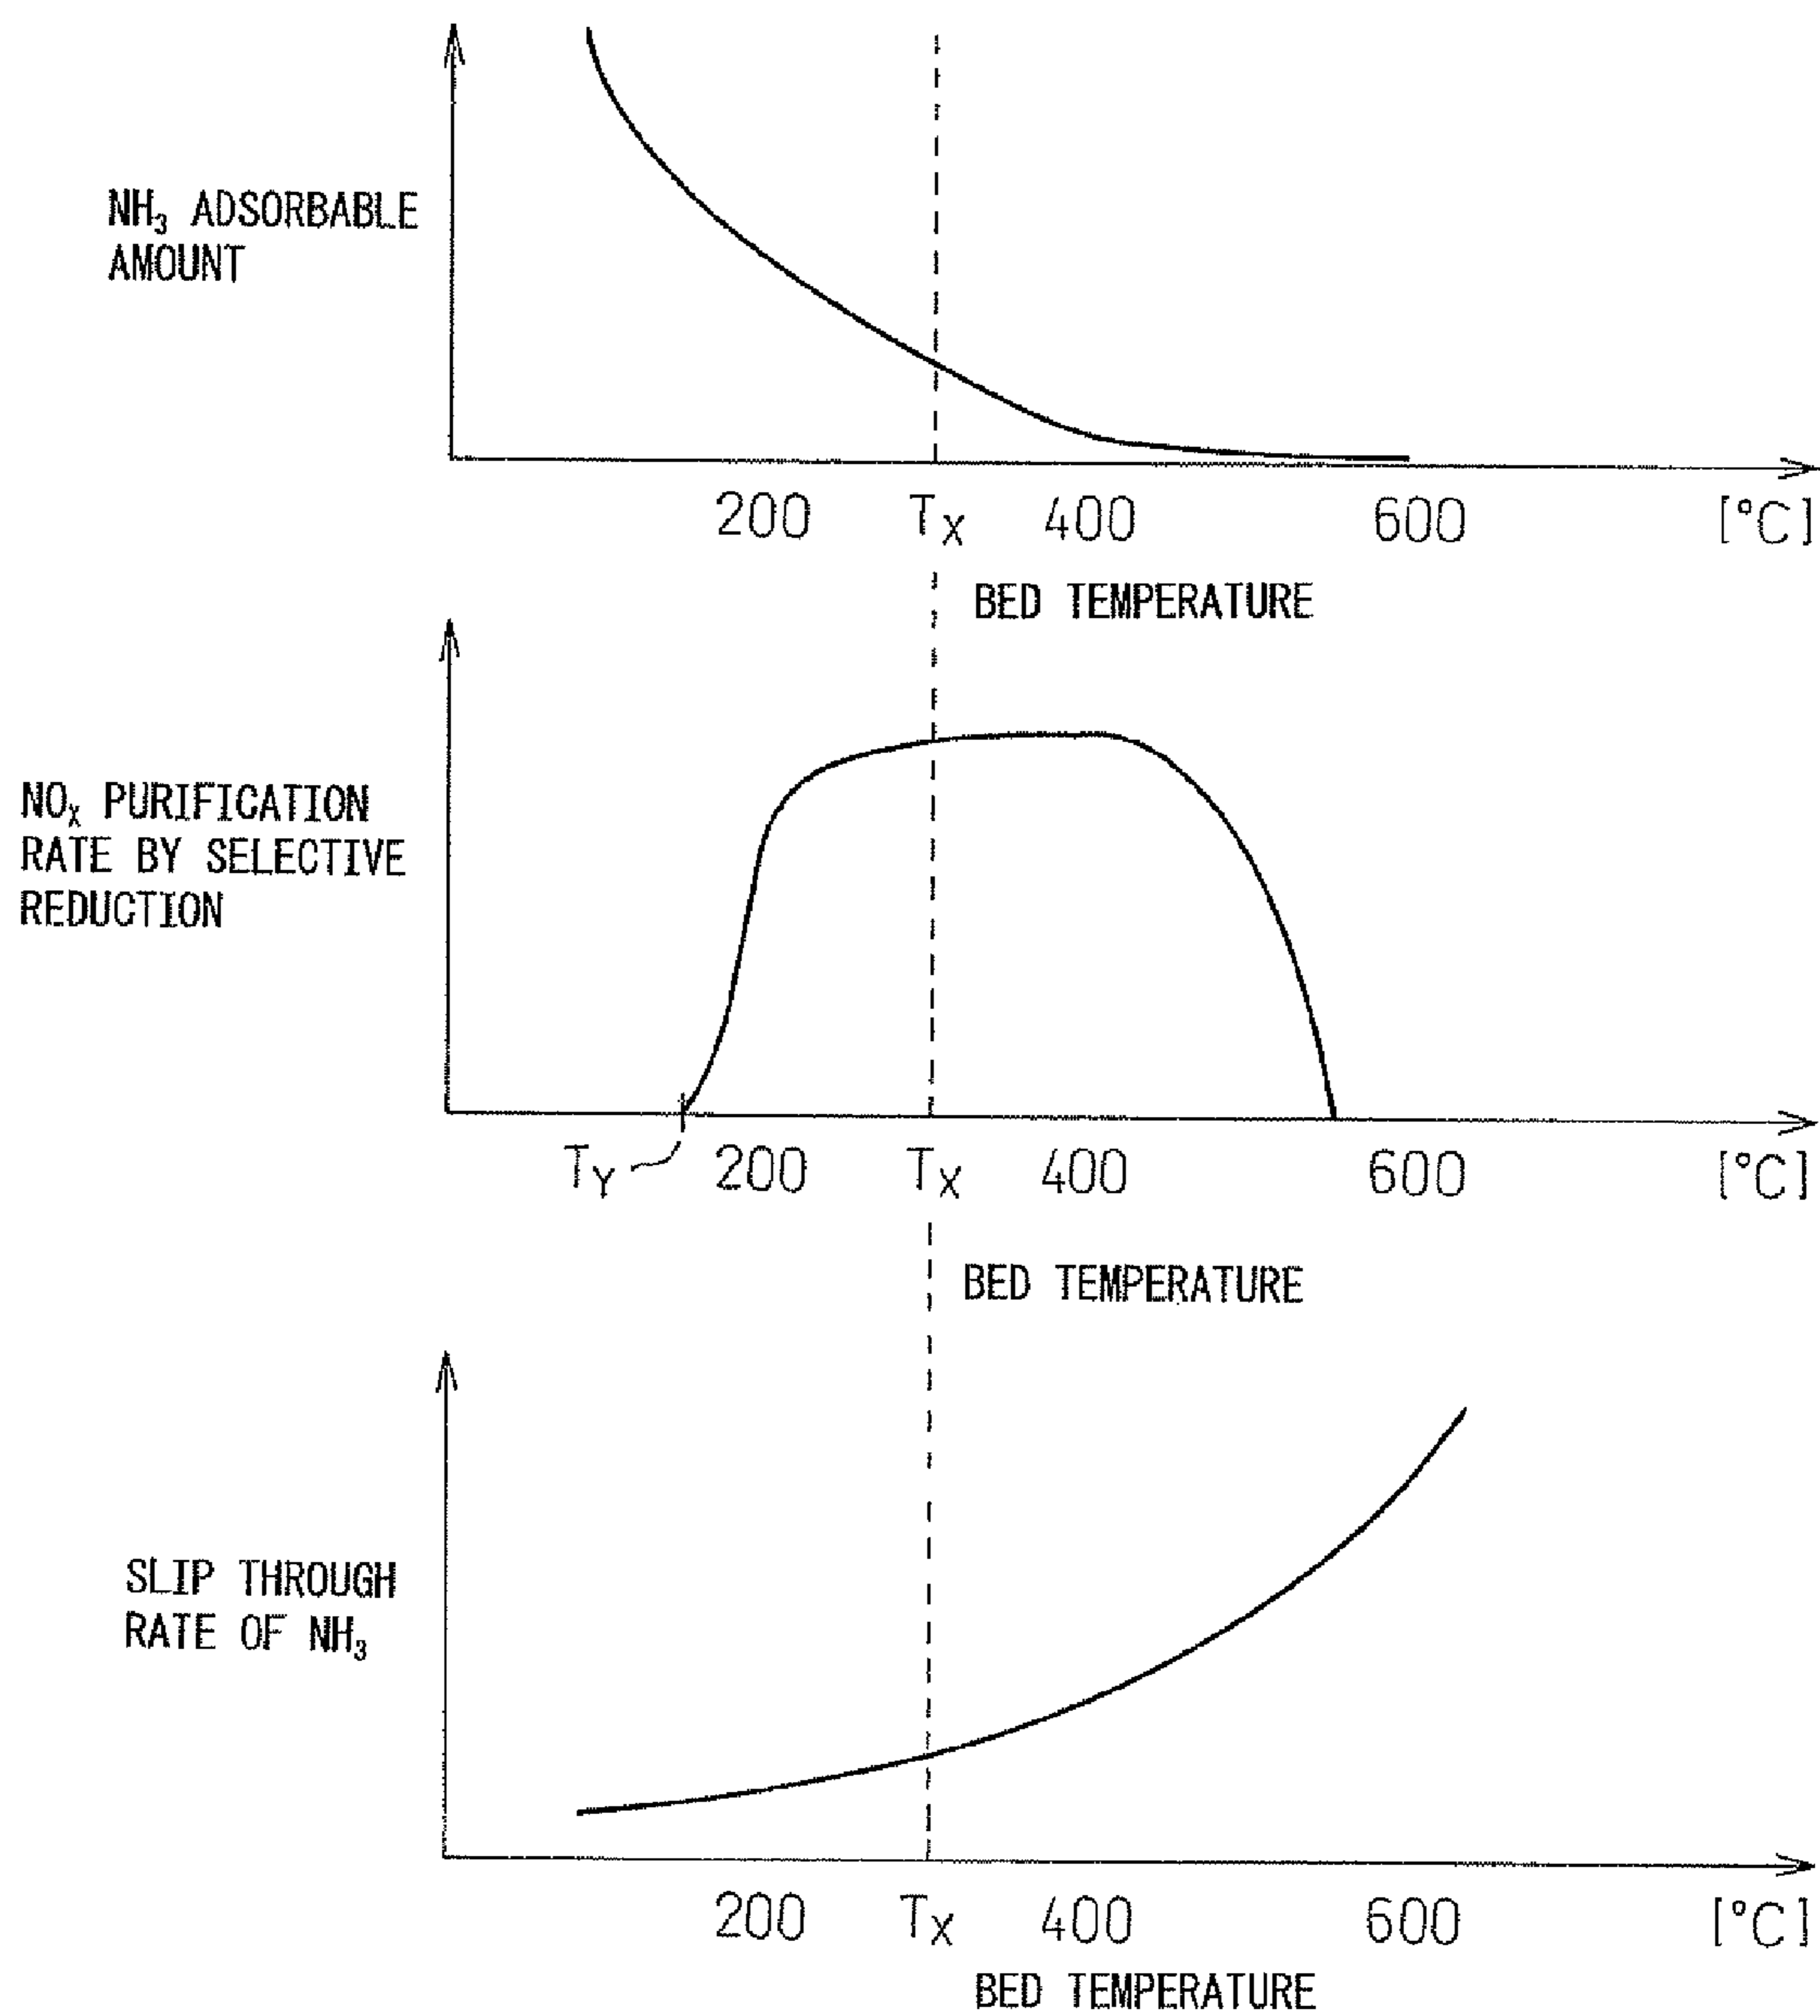 NH₃ ADSORBABLE
AMOUNT
200 Tₓ 400 600 [°C]
BED TEMPERATURE
NOₓ PURIFICATION
RATE BY SELECTIVE
REDUCTION
T_Y 200 Tₓ 400 600 [°C]
BED TEMPERATURE
SLIP THROUGH
RATE OF NH₃
200 Tₓ 400 600 [°C]
BED TEMPERATURE